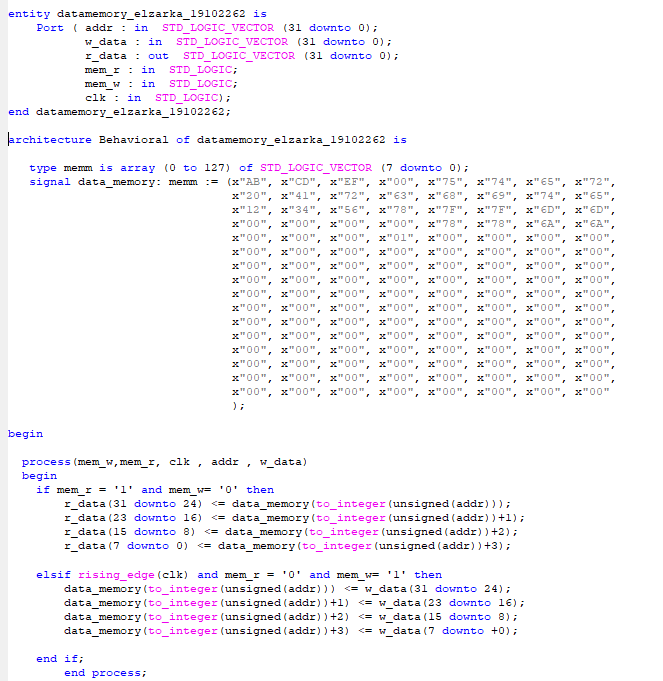 entity datamemory_elzarka_19102262 is
    Port ( addr : in  STD_LOGIC_VECTOR (31 downto 0);
           w_data : in  STD_LOGIC_VECTOR (31 downto 0);
           r_data : out  STD_LOGIC_VECTOR (31 downto 0);
           mem_r : in  STD_LOGIC;
           mem_w : in  STD_LOGIC;
           clk : in  STD_LOGIC);
end datamemory_elzarka_19102262;
architecture Behavioral of datamemory_elzarka_19102262 is
   type memm is array (0 to 127) of STD_LOGIC_VECTOR (7 downto 0);
   signal data_memory: memm := (x"AB", x"CD", x"EF", x"00", x"75", x"74", x"65", x"72",
                                x"20", x"41", x"72", x"63", x"68", x"69", x"74", x"65",
                                x"12", x"34", x"56", x"78", x"7F", x"7F", x"6D", x"6D",
                                x"00", x"00", x"00", x"00", x"78", x"78", x"6A", x"6A",
                                x"00", x"00", x"00", x"01", x"00", x"00", x"00", x"00",
                                x"00", x"00", x"00", x"00", x"00", x"00", x"00", x"00",
                                x"00", x"00", x"00", x"00", x"00", x"00", x"00", x"00",
                                x"00", x"00", x"00", x"00", x"00", x"00", x"00", x"00",
                                x"00", x"00", x"00", x"00", x"00", x"00", x"00", x"00",
                                x"00", x"00", x"00", x"00", x"00", x"00", x"00", x"00",
                                x"00", x"00", x"00", x"00", x"00", x"00", x"00", x"00",
                                x"00", x"00", x"00", x"00", x"00", x"00", x"00", x"00",
                                x"00", x"00", x"00", x"00", x"00", x"00", x"00", x"00",
                                x"00", x"00", x"00", x"00", x"00", x"00", x"00", x"00",
                                x"00", x"00", x"00", x"00", x"00", x"00", x"00", x"00",
                                x"00", x"00", x"00", x"00", x"00", x"00", x"00", x"00"
                                );
begin
  process(mem_w,mem_r, clk , addr , w_data)
  begin
    if mem_r = '1' and mem_w= '0' then
        r_data(31 downto 24) <= data_memory(to_integer(unsigned(addr)));
        r_data(23 downto 16) <= data_memory(to_integer(unsigned(addr))+1);
        r_data(15 downto 8) <= data_memory(to_integer(unsigned(addr))+2);
        r_data(7 downto 0) <= data_memory(to_integer(unsigned(addr))+3);
    elsif rising_edge(clk) and mem_r = '0' and mem_w= '1' then
        data_memory(to_integer(unsigned(addr))) <= w_data(31 downto 24);
        data_memory(to_integer(unsigned(addr))+1) <= w_data(23 downto 16);
        data_memory(to_integer(unsigned(addr))+2) <= w_data(15 downto 8);
        data_memory(to_integer(unsigned(addr))+3) <= w_data(7 downto +0);
    end if;
        end process;